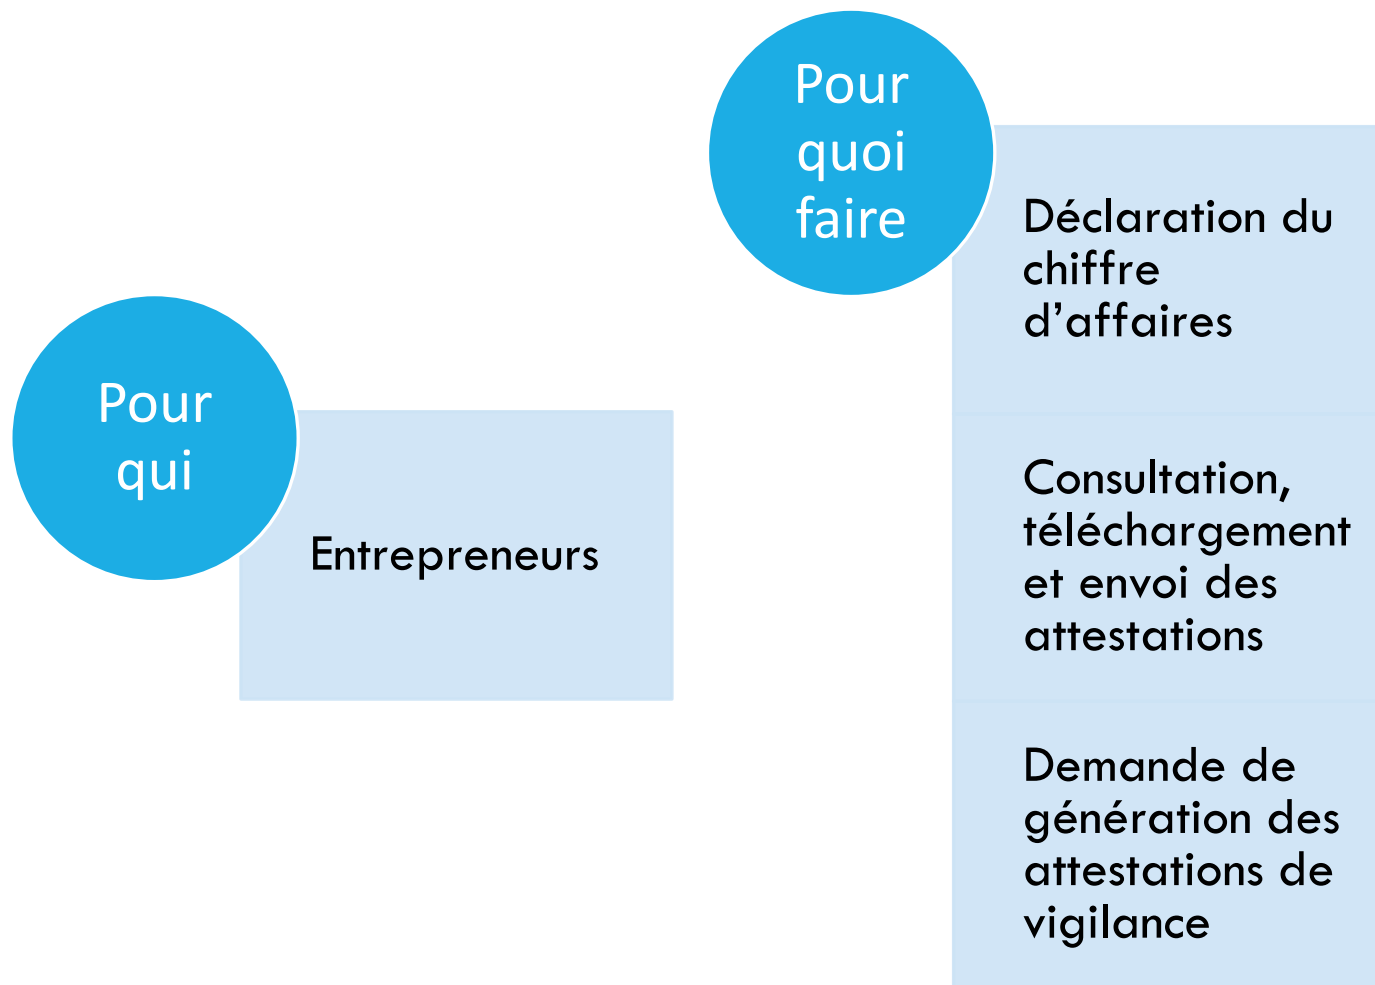 Pour
qui
Entrepreneurs
Pour
quoi
faire
Déclaration du
chiffre
d’affaires
Consultation,
téléchargement
et envoi des
attestations
Demande de
génération des
attestations de
vigilance